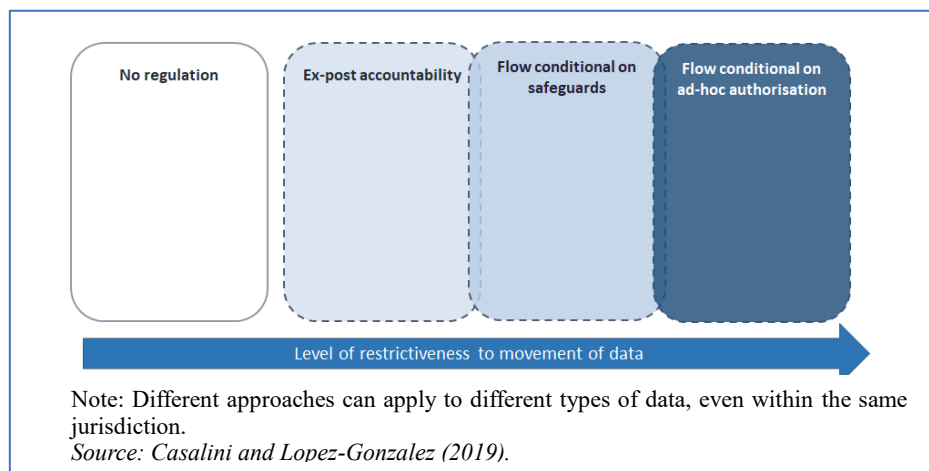 No regulation
Ex-post accountability
Flow conditional on
safeguards
Flow conditional on
ad-hoc authorisation
Level of restrictiveness to movement of data
Note: Different approaches can apply to different types of data, even within the same
jurisdiction.
Source: Casalini and Lopez-Gonzalez (2019).